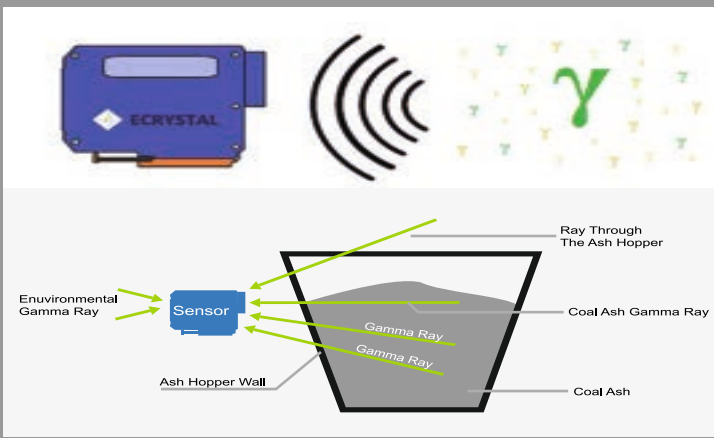 ECRYSTAL
γ
Ray Through
The Ash Hopper
Enuvironmental
Gamma Ray
Sensor
Coal Ash Gamma Ray
Gamma Ray
Gamma Ray
Ash Hopper Wall
Coal Ash